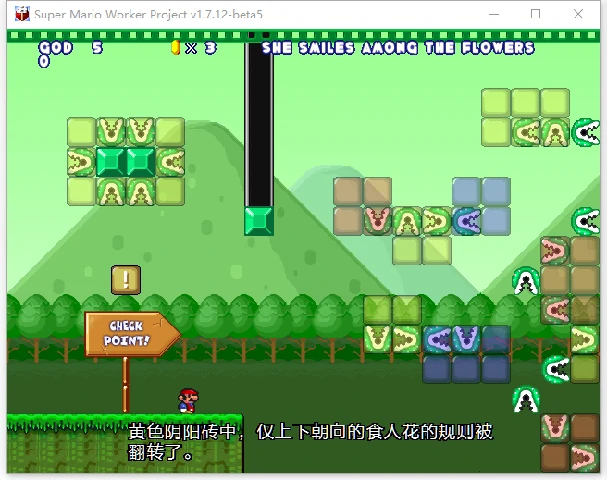 Super Mario Worker Project v1.7.12-beta5
GOD 5 × 3 SHE SMILES AMONG THE FLOWERS
0
!
CHECK
POINT!
黄色阴阳砖中，仅上下朝向的食人花的规则被
翻转了。